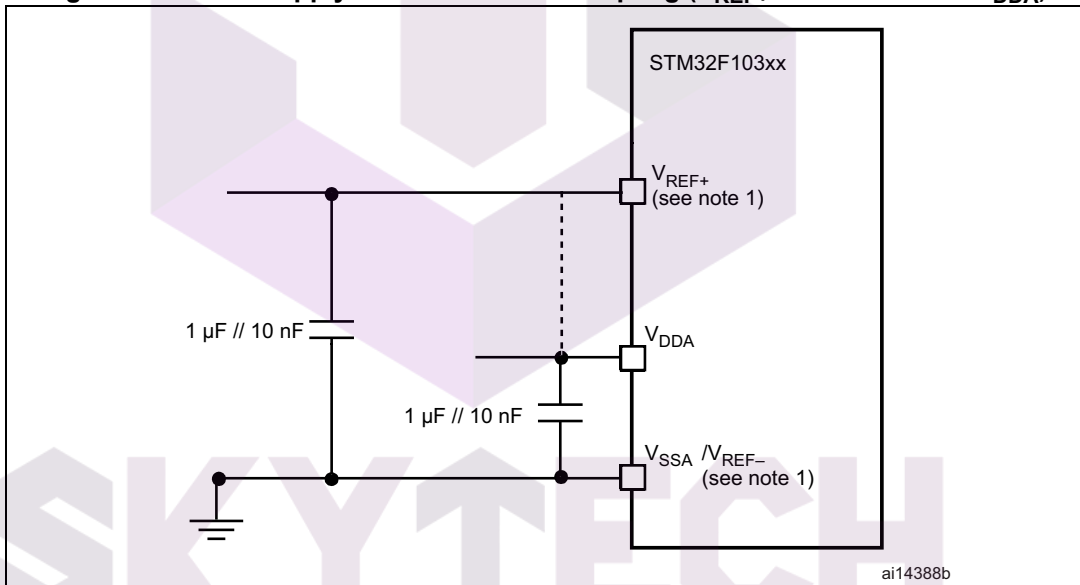 STM32F103xx
VREF+
(see note 1)
1 µF // 10 nF
VDDA
1 µF // 10 nF
VSSA /VREF–
(see note 1)
SKYTECH
ai14388b